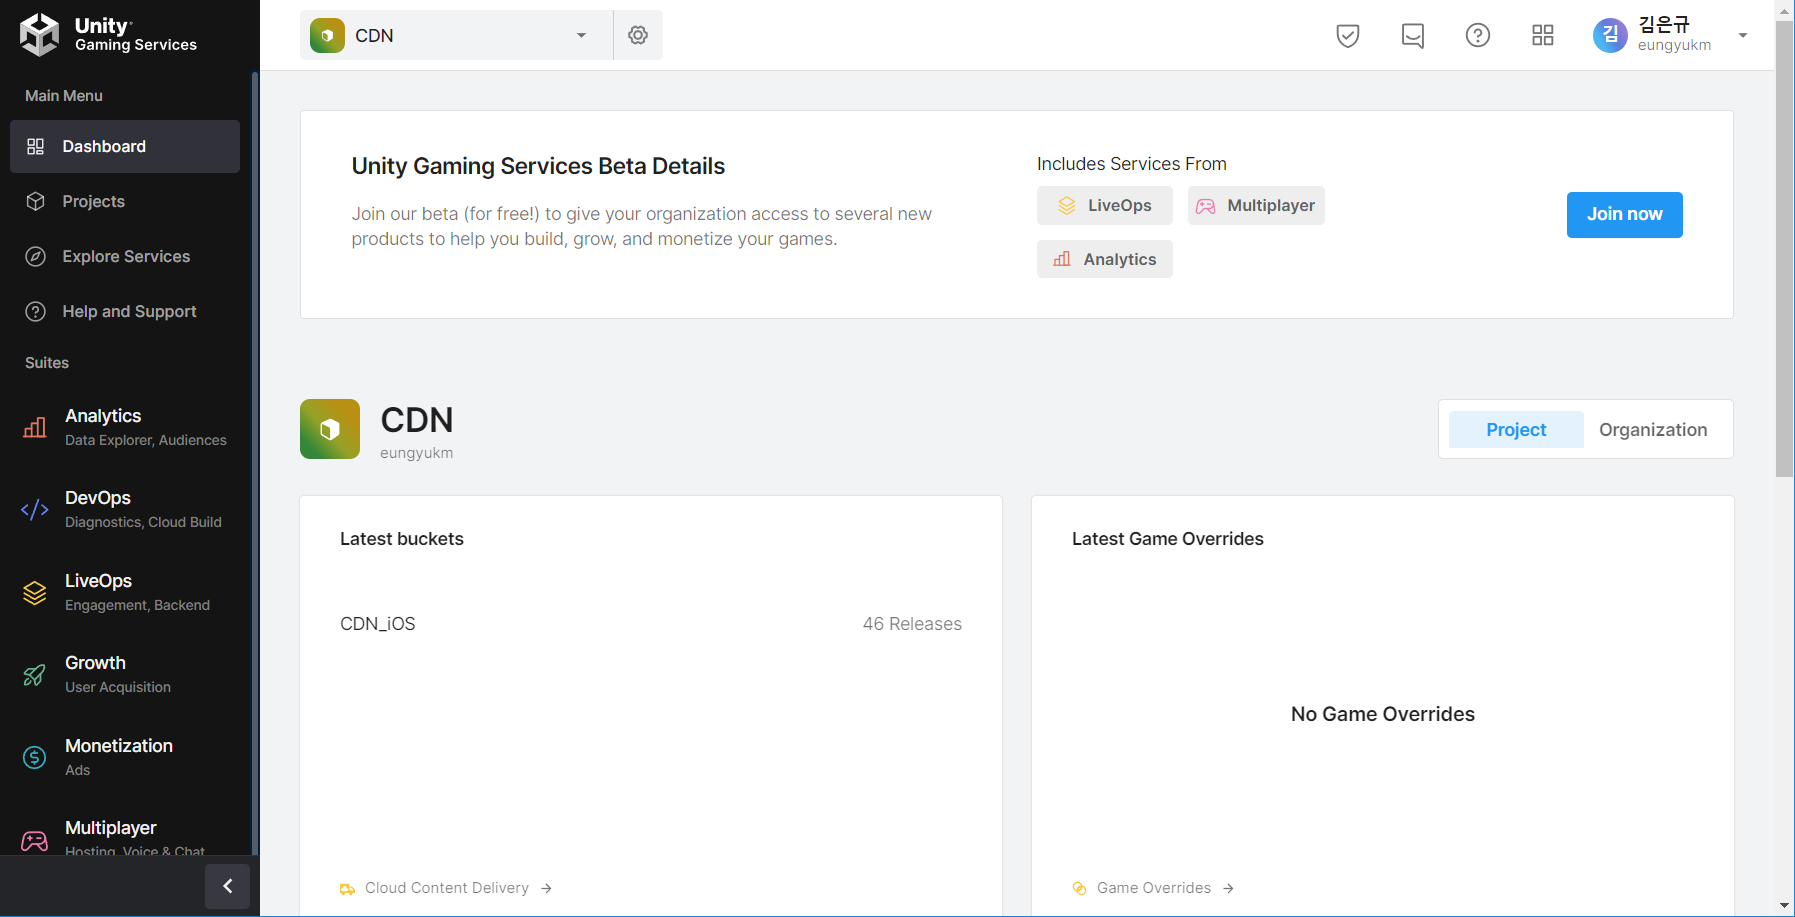 Unity
Gaming Services
Main Menu
Dashboard
Projects
Explore Services
Help and Support
Suites
Analytics
Data Explorer, Audiences
DevOps
Diagnostics, Cloud Build
LiveOps
Engagement, Backend
Growth
User Acquisition
Monetization
Ads
Multiplayer
Hosting, Voice & Chat
CDN
김
김은규
eungyukm
Unity Gaming Services Beta Details
Join our beta (for free!) to give your organization access to several new
products to help you build, grow, and monetize your games.
Includes Services From
LiveOps
Multiplayer
Analytics
Join now
CDN
eungyukm
Project
Organization
Latest buckets
CDN_iOS
46 Releases
Cloud Content Delivery
Latest Game Overrides
No Game Overrides
Game Overrides